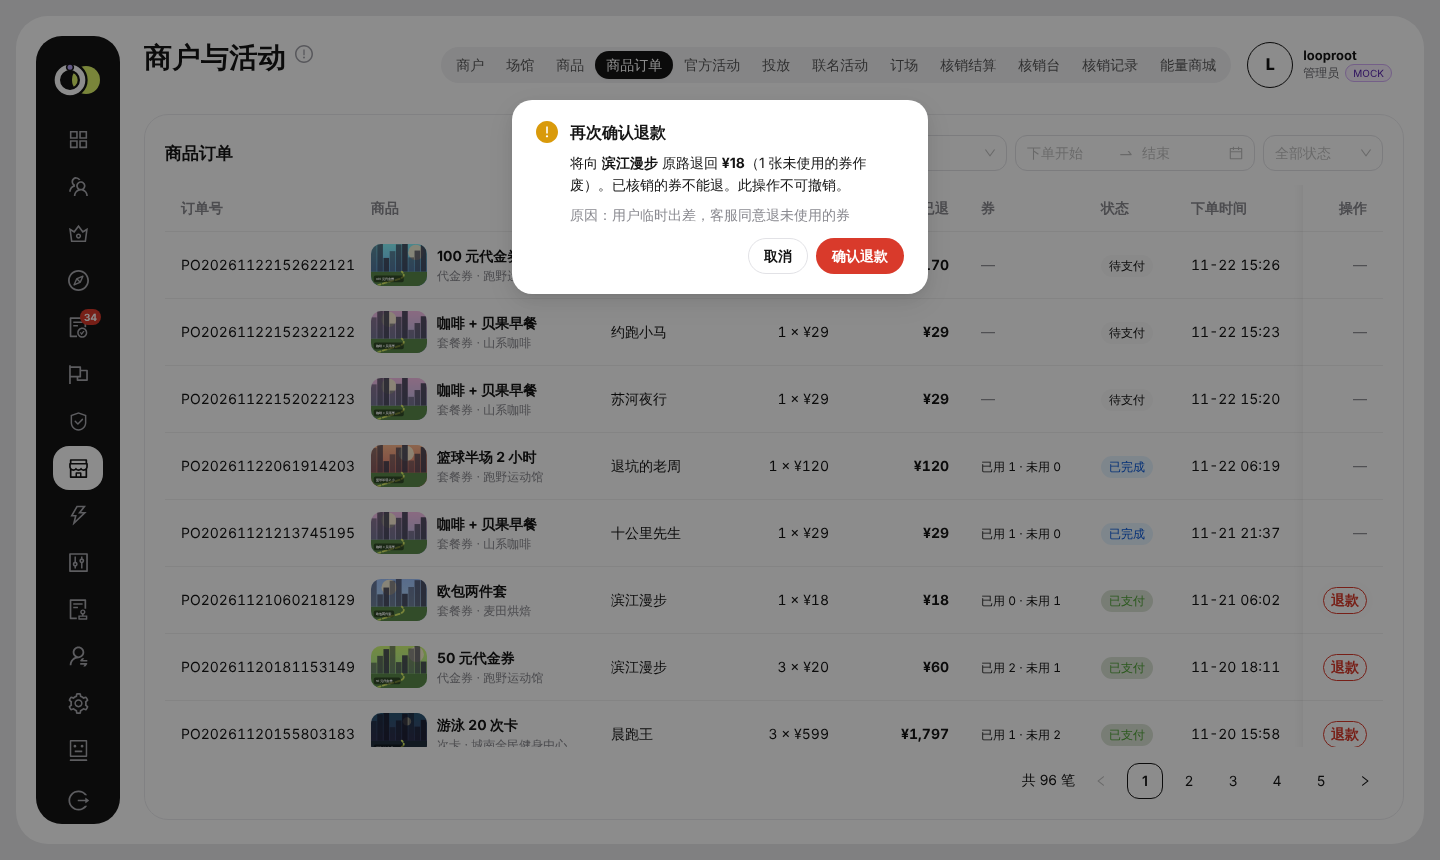 商户与活动
商户 场馆 商品 商品订单 官方活动 投放 联名活动 订场 核销结算 核销台 核销记录 能量商城
L
looproot
管理员 MOCK
34
商品订单
下单开始 → 结束
全部状态
再次确认退款
将向 滨江漫步 原路退回 ¥18（1 张未使用的券作
废）。已核销的券不能退。此操作不可撤销。
原因：用户临时出差，客服同意退未使用的券
取消 确认退款
订单号 商品 已退 券 状态 下单时间 操作
PO20261122152622121 100 元代金券 — 待支付 11-22 15:26 —
代金券 · 跑野
PO20261122152322122 咖啡 + 贝果早餐 约跑小马 1 × ¥29 ¥29 — 待支付 11-22 15:23 —
套餐券 · 山系咖啡
PO20261122152022123 咖啡 + 贝果早餐 苏河夜行 1 × ¥29 ¥29 — 待支付 11-22 15:20 —
套餐券 · 山系咖啡
PO20261122061914203 篮球半场 2 小时 退坑的老周 1 × ¥120 ¥120 已用 1 · 未用 0 已完成 11-22 06:19 —
套餐券 · 跑野运动馆
PO20261121213745195 咖啡 + 贝果早餐 十公里先生 1 × ¥29 ¥29 已用 1 · 未用 0 已完成 11-21 21:37 —
套餐券 · 山系咖啡
PO20261121060218129 欧包两件套 滨江漫步 1 × ¥18 ¥18 已用 0 · 未用 1 已支付 11-21 06:02 退款
套餐券 · 麦田烘焙
PO20261120181153149 50 元代金券 滨江漫步 3 × ¥20 ¥60 已用 2 · 未用 1 已支付 11-20 18:11 退款
代金券 · 跑野运动馆
PO20261120155803183 游泳 20 次卡 晨跑王 3 × ¥599 ¥1,797 已用 1 · 未用 2 已支付 11-20 15:58 退款
次卡 · 城南全民健身中心
共 96 笔 1 2 3 4 5